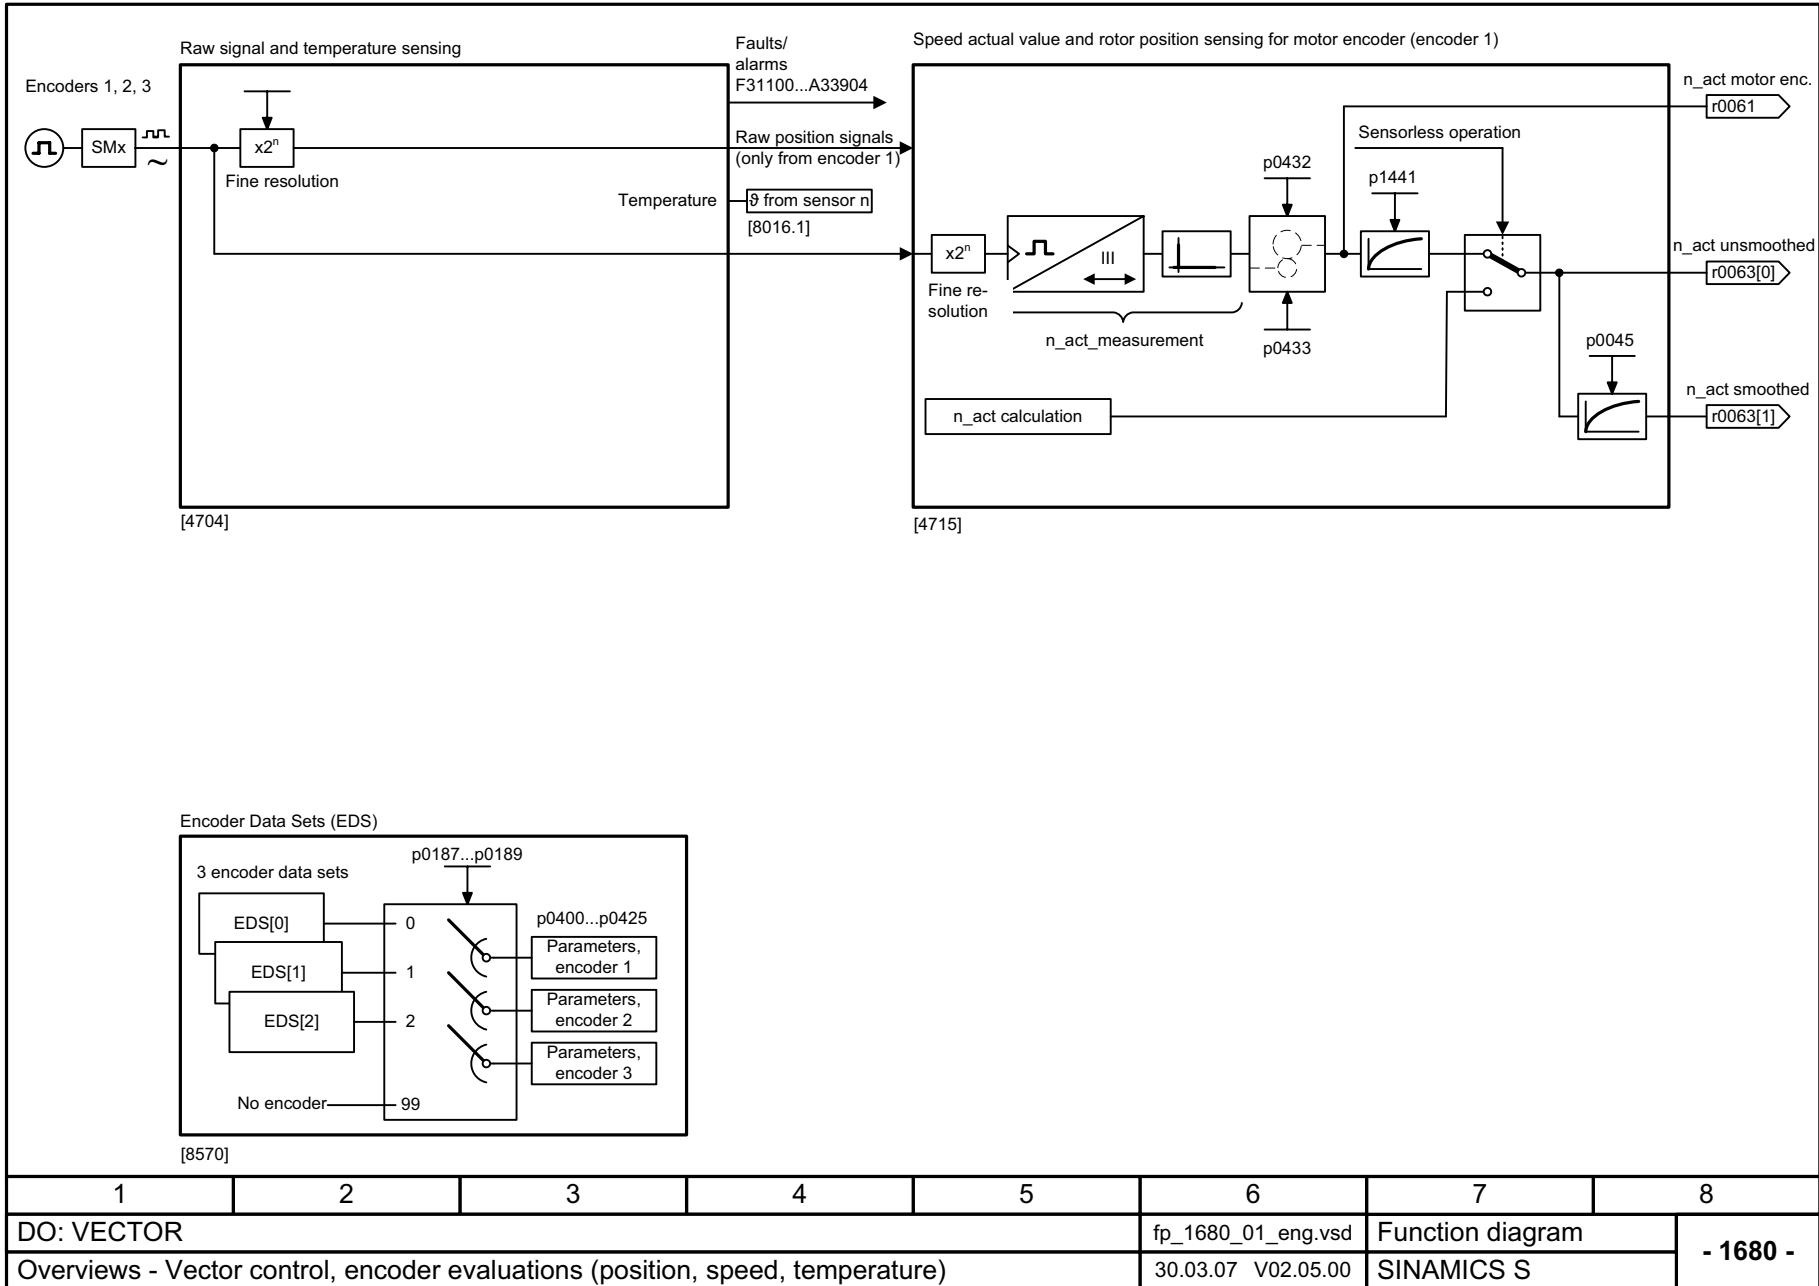 Raw signal and temperature sensing
Encoders 1, 2, 3
SMx
~
x2ⁿ
Fine resolution
Faults/
alarms
F31100...A33904
Raw position signals
(only from encoder 1)
Temperature
ϑ from sensor n
[8016.1]
[4704]
Speed actual value and rotor position sensing for motor encoder (encoder 1)
n_act motor enc.
r0061
Sensorless operation
p0432
p1441
x2ⁿ
Fine re-
solution
III
n_act_measurement
p0433
n_act unsmoothed
r0063[0]
p0045
n_act calculation
n_act smoothed
r0063[1]
[4715]
Encoder Data Sets (EDS)
p0187...p0189
3 encoder data sets
EDS[0]
0
p0400...p0425
Parameters,
encoder 1
EDS[1]
1
Parameters,
encoder 2
EDS[2]
2
Parameters,
encoder 3
No encoder
99
[8570]
1 2 3 4 5 6 7 8
DO: VECTOR
fp_1680_01_eng.vsd
Function diagram
- 1680 -
Overviews - Vector control, encoder evaluations (position, speed, temperature)
30.03.07 V02.05.00
SINAMICS S